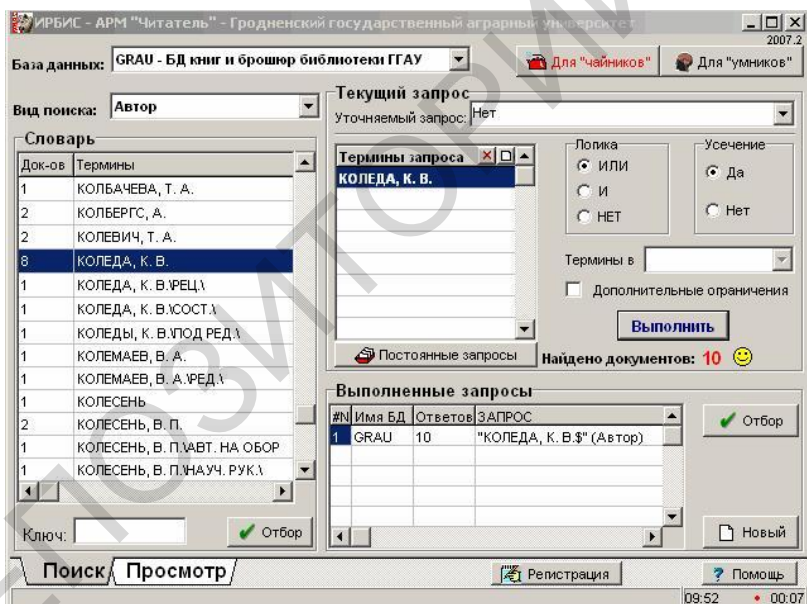 ИРБИС - АРМ "Читатель" - Гродненский государственный аграрный университет
2007.2
База данных: GRAU - БД книг и брошюр библиотеки ГГАУ
Для "чайников"
Для "умников"
Вид поиска: Автор
Словарь
Док-ов Термины
1 КОЛБАЧЕВА, Т. А.
2 КОЛБЕРГС, А.
2 КОЛЕВИЧ, Т. А.
8 КОЛЕДА, К. В.
1 КОЛЕДА, К. В.\РЕЦ.\
1 КОЛЕДА, К. В.\СОСТ.\
1 КОЛЕДЫ, К. В.\ПОД РЕД.\
1 КОЛЕМАЕВ, В. А.
1 КОЛЕМАЕВ, В. А.\РЕД.\
1 КОЛЕСЕНЬ
2 КОЛЕСЕНЬ, В. П.
1 КОЛЕСЕНЬ, В. П.\АВТ. НА ОБОР
1 КОЛЕСЕНЬ, В. П.\НАУЧ. РУК.\
Ключ:
Отбор
Текущий запрос
Уточняемый запрос: Нет
Термины запроса
КОЛЕДА, К. В.
Логика
ИЛИ
И
НЕТ
Усечение
Да
Нет
Термины в
Дополнительные ограничения
Выполнить
Постоянные запросы
Найдено документов: 10
Выполненные запросы
#N Имя БД Ответов ЗАПРОС
1 GRAU 10 "КОЛЕДА, К. В.$" (Автор)
Отбор
Новый
Поиск Просмотр
Регистрация
Помощь
09:52 00:07